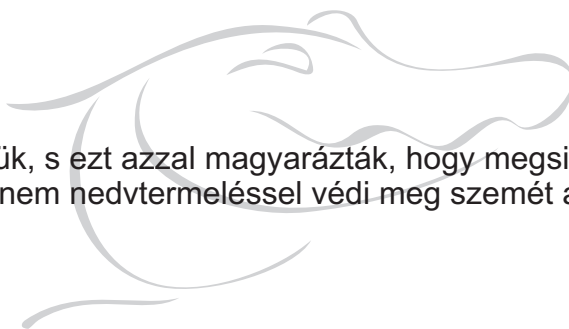 ük, s ezt azzal magyarázták, hogy megsi
nem nedvtermeléssel védi meg szemét a